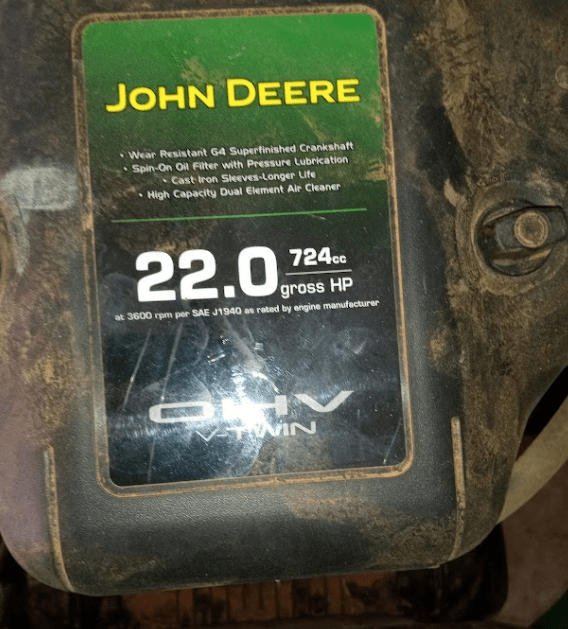 JOHN DEERE
• Wear Resistant G4 Superfinished Crankshaft
• Spin-On Oil Filter with Pressure Lubrication
• Cast Iron Sleeves-Longer Life
• High Capacity Dual Element Air Cleaner
22.0 724cc
gross HP
at 3600 rpm per SAE J1940 as rated by engine manufacturer
OHV
V-TWIN